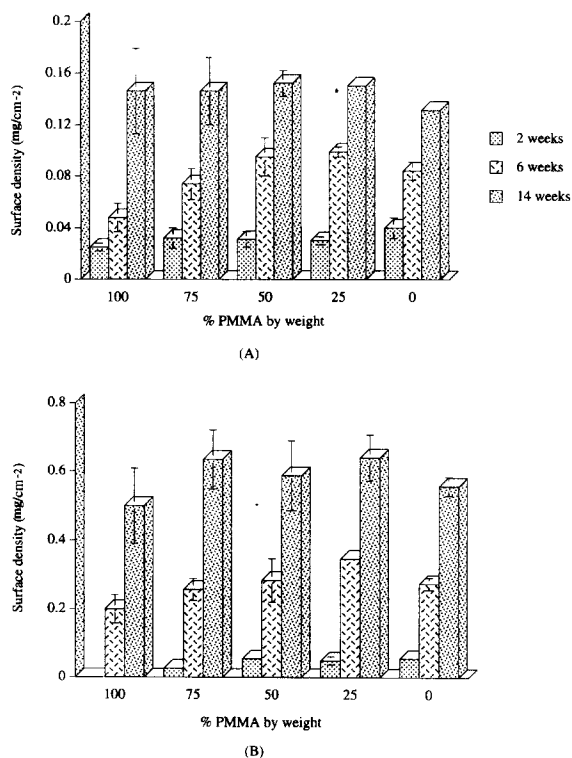 0.2
0.16
0.12
0.04
0
Surface density (mg/cm-2)
2 weeks
6 weeks
14 weeks
100 75 50 25 0
% PMMA by weight
(A)
0.8
0.6
0.4
0.2
0
Surface density (mg/cm-2)
100 75 50 25 0
% PMMA by weight
(B)